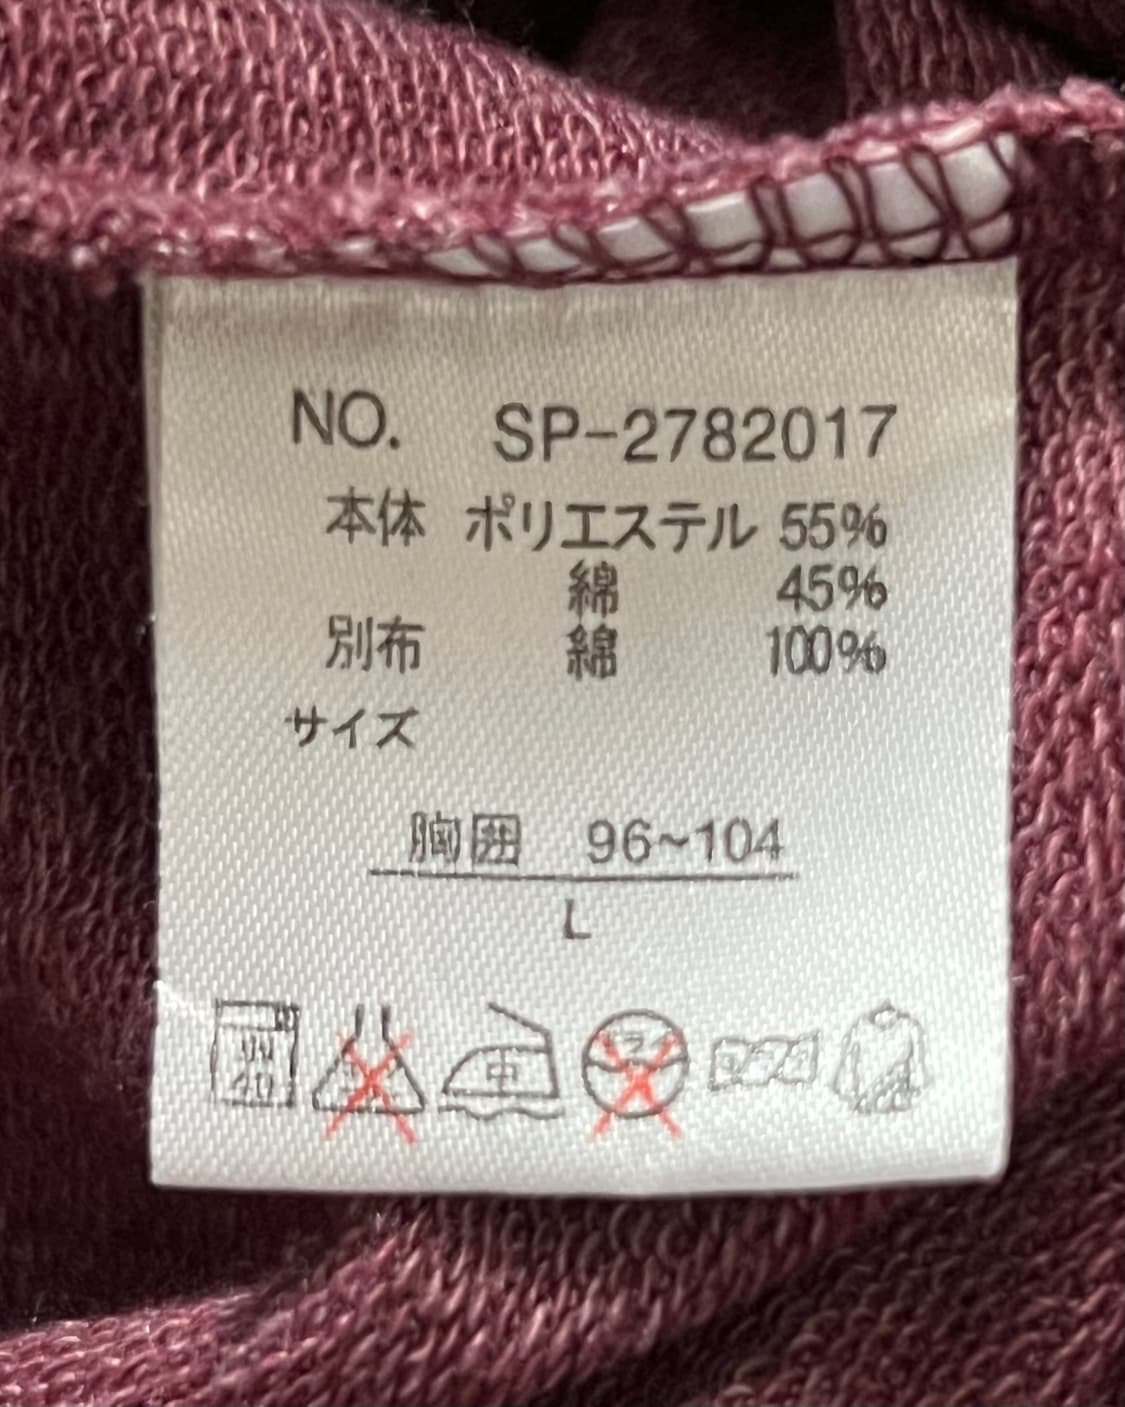 NO. SP-2782017
本体 ポリエステル 55%
綿 45%
別布 綿 100%
サイズ
胸囲 96~104
L
40 中